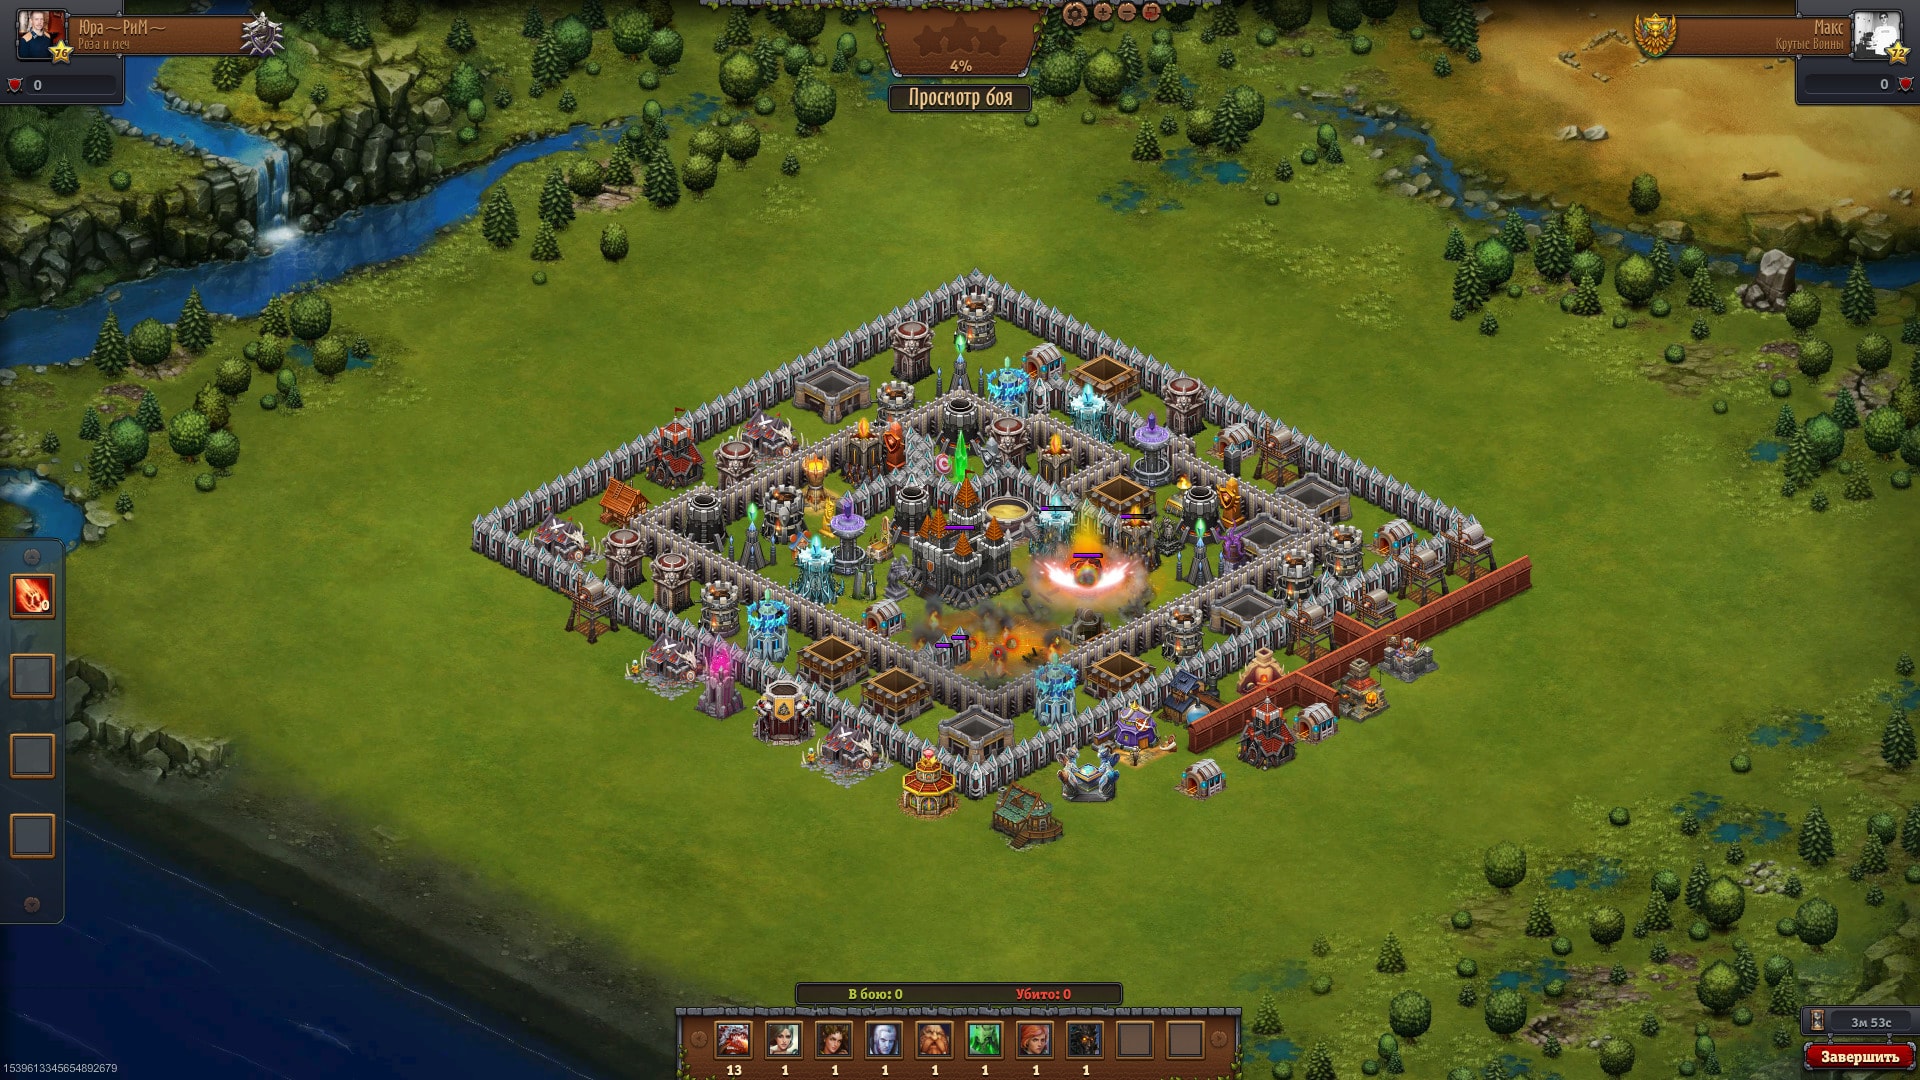 Юра~РиМ~
Роза и меч
76
0
4%
Просмотр боя
Макс
Крутые Воины
72
0
0
В бою: 0
Убито: 0
13
1
1
1
1
1
1
1
3м 53с
Завершить
1539613345654892679